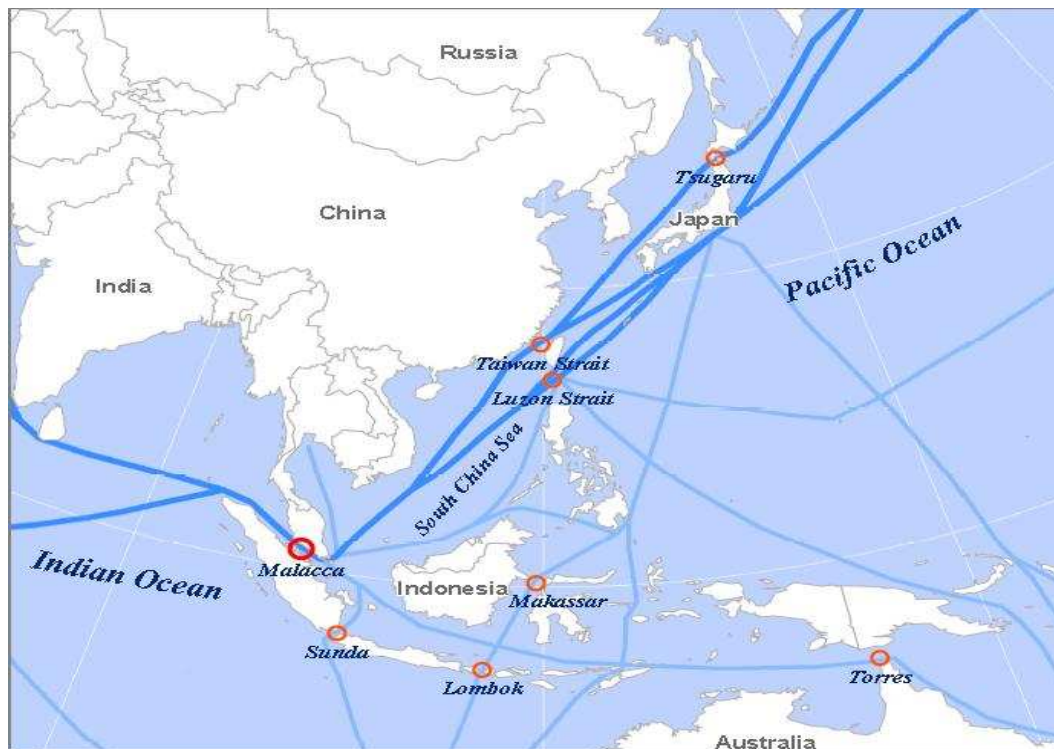 Russia
Tsugaru
China
Japan
Pacific Ocean
India
Taiwan Strait
Luzon Strait
South China Sea
Indian Ocean
Malacca
Indonesia
Makassar
Sunda
Lombok
Torres
Australia